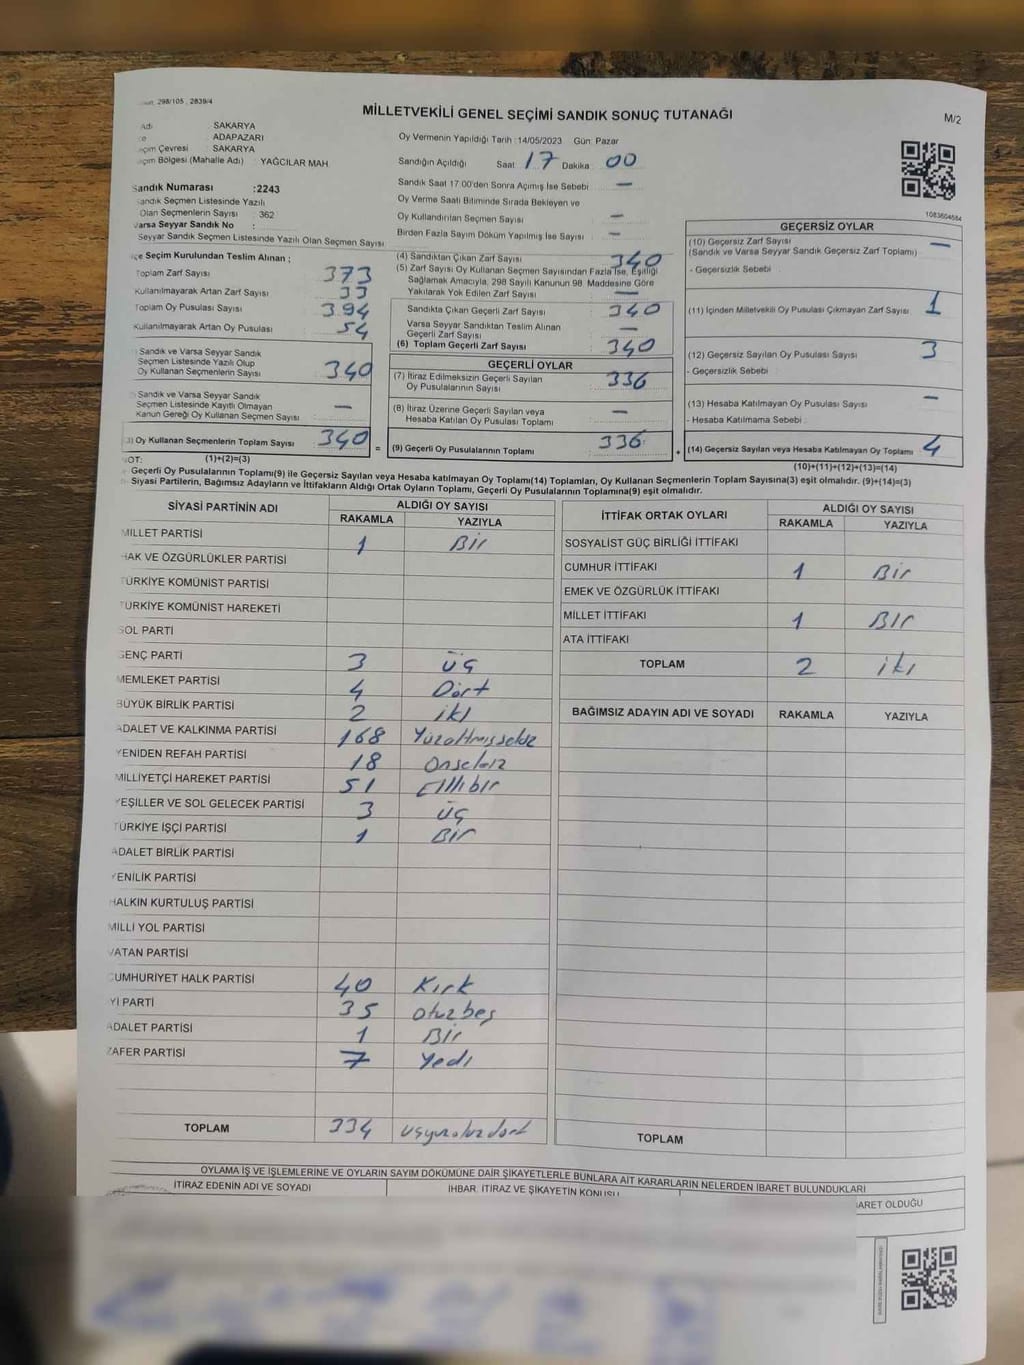 298/105 , 2839/4
MİLLETVEKİLİ GENEL SEÇİMİ SANDIK SONUÇ TUTANAĞI
M/2
Adı SAKARYA
ADAPAZARI
Çevresi SAKARYA
Bölgesi (Mahalle Adı) : YAĞCILAR MAH.
Oy Vermenin Yapıldığı Tarih : 14/05/2023 Gün: Pazar
Sandığın Açıldığı Saat 17 Dakika 00
Sandık Saat 17:00'den Sonra Açımış İse Sebebi —
Oy Verme Saati Bitiminde Sırada Bekleyen ve
Oy Kullandırılan Seçmen Sayısı —
Birden Fazla Sayım Döküm Yapılmış İse Sayısı —
Sandık Numarası :2243
Sandık Seçmen Listesinde Yazılı
Olan Seçmenlerin Sayısı : 362
Varsa Seyyar Sandık No :
Seyyar Sandık Seçmen Listesinde Yazılı Olan Seçmen Sayısı
1083604584
Seçim Kurulundan Teslim Alınan ;
Toplam Zarf Sayısı 373
Kullanılmayarak Artan Zarf Sayısı 33
Toplam Oy Pusulası Sayısı 394
Kullanılmayarak Artan Oy Pusulası 54
Sandık ve Varsa Seyyar Sandık
Seçmen Listesinde Yazılı Olup
Oy Kullanan Seçmenlerin Sayısı 340
Sandık ve Varsa Seyyar Sandık
Seçmen Listesinde Kayıtlı Olmayan
Kanun Gereği Oy Kullanan Seçmen Sayısı —
3) Oy Kullanan Seçmenlerin Toplam Sayısı 340 =
(4) Sandıktan Çıkan Zarf Sayısı 340
(5) Zarf Sayısı Oy Kullanan Seçmen Sayısından Fazla İse, Eşitliği
Sağlamak Amacıyla, 298 Sayılı Kanunun 98. Maddesine Göre
Yakılarak Yok Edilen Zarf Sayısı —
Sandıkta Çıkan Geçerli Zarf Sayısı 340
Varsa Seyyar Sandıktan Teslim Alınan
Geçerli Zarf Sayısı —
(6) Toplam Geçerli Zarf Sayısı 340
GEÇERLİ OYLAR
(7) İtiraz Edilmeksizin Geçerli Sayılan
Oy Pusulalarının Sayısı 336
(8) İtiraz Üzerine Geçerli Sayılan veya
Hesaba Katılan Oy Pusulası Toplamı —
(9) Geçerli Oy Pusulalarının Toplamı 336 +
GEÇERSİZ OYLAR
(10) Geçersiz Zarf Sayısı —
(Sandık ve Varsa Seyyar Sandık Geçersiz Zarf Toplamı)
- Geçersizlik Sebebi :
(11) İçinden Milletvekili Oy Pusulası Çıkmayan Zarf Sayısı 1
(12) Geçersiz Sayılan Oy Pusulası Sayısı 3
- Geçersizlik Sebebi :
(13) Hesaba Katılmayan Oy Pusulası Sayısı —
- Hesaba Katılmama Sebebi :
(14) Geçersiz Sayılan veya Hesaba Katılmayan Oy Toplamı 4
NOT: (1)+(2)=(3)
(10)+(11)+(12)+(13)=(14)
- Geçerli Oy Pusulalarının Toplamı(9) ile Geçersiz Sayılan veya Hesaba Katılmayan Oy Toplamı(14) Toplamları, Oy Kullanan Seçmenlerin Toplam Sayısına(3) eşit olmalıdır. (9)+(14)=(3)
- Siyasi Partilerin, Bağımsız Adayların ve İttifakların Aldığı Ortak Oyların Toplamı, Geçerli Oy Pusulalarının Toplamına(9) eşit olmalıdır.
SİYASİ PARTİNİN ADI ALDIĞI OY SAYISI
RAKAMLA YAZIYLA
MİLLET PARTİSİ 1 Bir
HAK VE ÖZGÜRLÜKLER PARTİSİ
TÜRKİYE KOMÜNİST PARTİSİ
TÜRKİYE KOMÜNİST HAREKETİ
SOL PARTİ
GENÇ PARTİ 3 Üç
MEMLEKET PARTİSİ 4 Dört
BÜYÜK BİRLİK PARTİSİ 2 iki
ADALET VE KALKINMA PARTİSİ 168 Yüzaltmışsekiz
YENİDEN REFAH PARTİSİ 18 Onsekiz
MİLLİYETÇİ HAREKET PARTİSİ 51 Ellibir
YEŞİLLER VE SOL GELECEK PARTİSİ 3 Üç
TÜRKİYE İŞÇİ PARTİSİ 1 Bir
ADALET BİRLİK PARTİSİ
YENİLİK PARTİSİ
HALKIN KURTULUŞ PARTİSİ
MİLLİ YOL PARTİSİ
VATAN PARTİSİ
CUMHURİYET HALK PARTİSİ 40 Kırk
İYİ PARTİ 35 otuzbeş
ADALET PARTİSİ 1 Bir
ZAFER PARTİSİ 7 Yedi
TOPLAM 334 üçyüzotuzdört
İTTİFAK ORTAK OYLARI ALDIĞI OY SAYISI
RAKAMLA YAZIYLA
SOSYALİST GÜÇ BİRLİĞİ İTTİFAKI
CUMHUR İTTİFAKI 1 Bir
EMEK VE ÖZGÜRLÜK İTTİFAKI
MİLLET İTTİFAKI 1 Bir
ATA İTTİFAKI
TOPLAM 2 iki
BAĞIMSIZ ADAYIN ADI VE SOYADI RAKAMLA YAZIYLA
TOPLAM
OYLAMA İŞ VE İŞLEMLERİNE VE OYLARIN SAYIM DÖKÜMÜNE DAİR ŞİKAYETLERLE BUNLARA AİT KARARLARIN NELERDEN İBARET BULUNDUKLARI
İTİRAZ EDENİN ADI VE SOYADI İHBAR, İTİRAZ VE ŞİKAYETİN KONUSU
BARET OLDUĞU